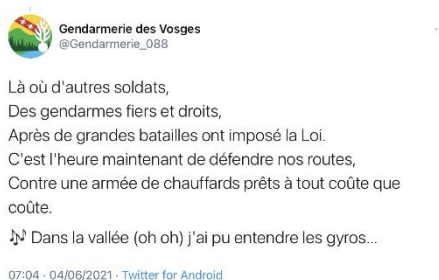 Gendarmerie des Vosges
@Gendarmerie_088
Là où d'autres soldats,
Des gendarmes fiers et droits,
Après de grandes batailles ont imposé la Loi.
C'est l'heure maintenant de défendre nos routes,
Contre une armée de chauffards prêts à tout coûte que
coûte.
🎶 Dans la vallée (oh oh) j'ai pu entendre les gyros...
07:04 · 04/06/2021 · Twitter for Android